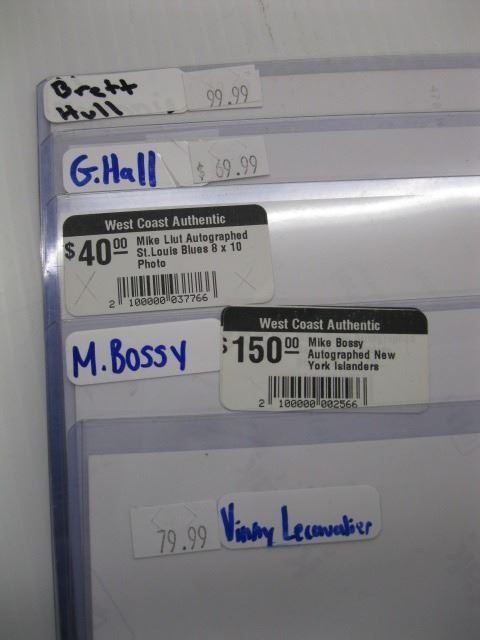 Brett
Hull
99.99
G.Hall
$ 69.99
West Coast Authentic
$40.00 Mike Liut Autographed
St.Louis Blues 8 x 10
Photo
2 100000 037766
M.Bossy
West Coast Authentic
$150.00 Mike Bossy
Autographed New
York Islanders
2 100000 002566
79.99
Vinny Lecavalier